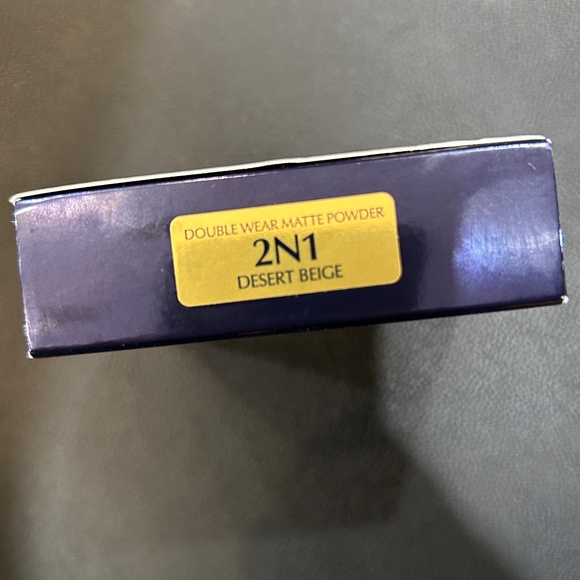 DOUBLE WEAR MATTE POWDER
2N1
DESERT BEIGE